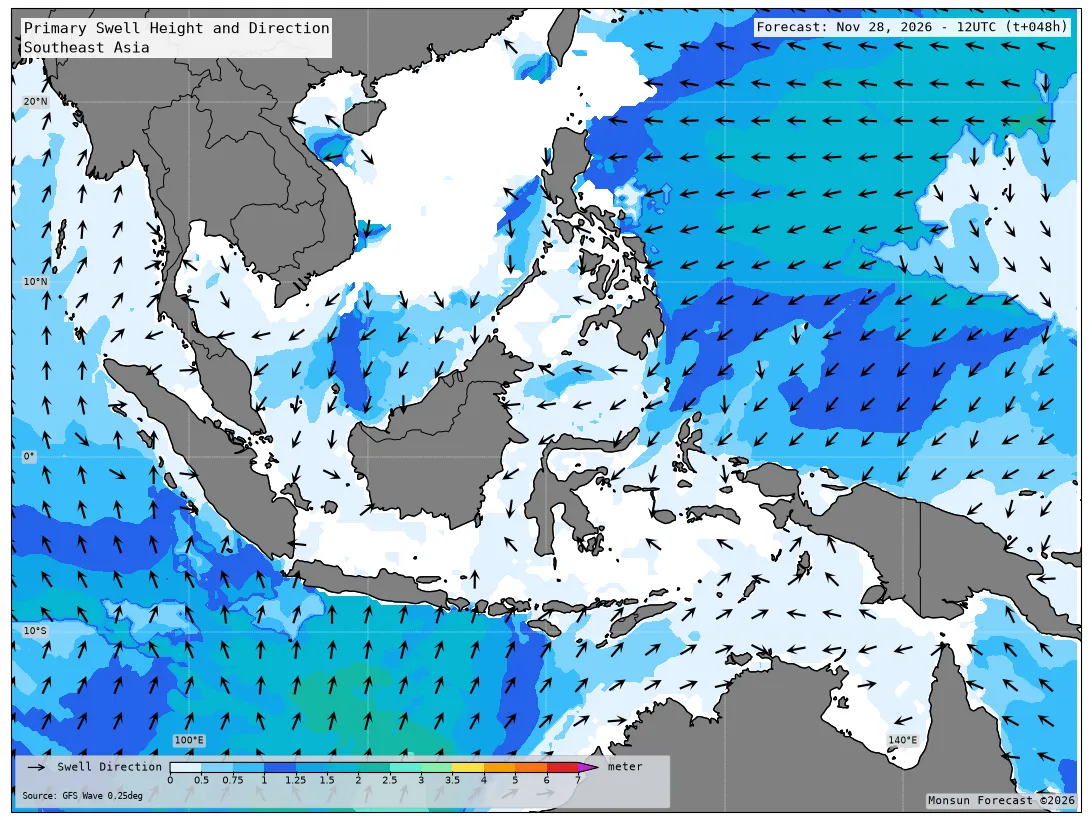 Primary Swell Height and Direction
Southeast Asia
Forecast: Nov 28, 2026 - 12UTC (t+048h)
20°N
10°N
0°
10°S
100°E
140°E
Swell Direction
0 0.5 0.75 1 1.25 1.5 2 2.5 3 3.5 4 5 6 7
meter
Source: GFS Wave 0.25deg
Monsun Forecast ©2026